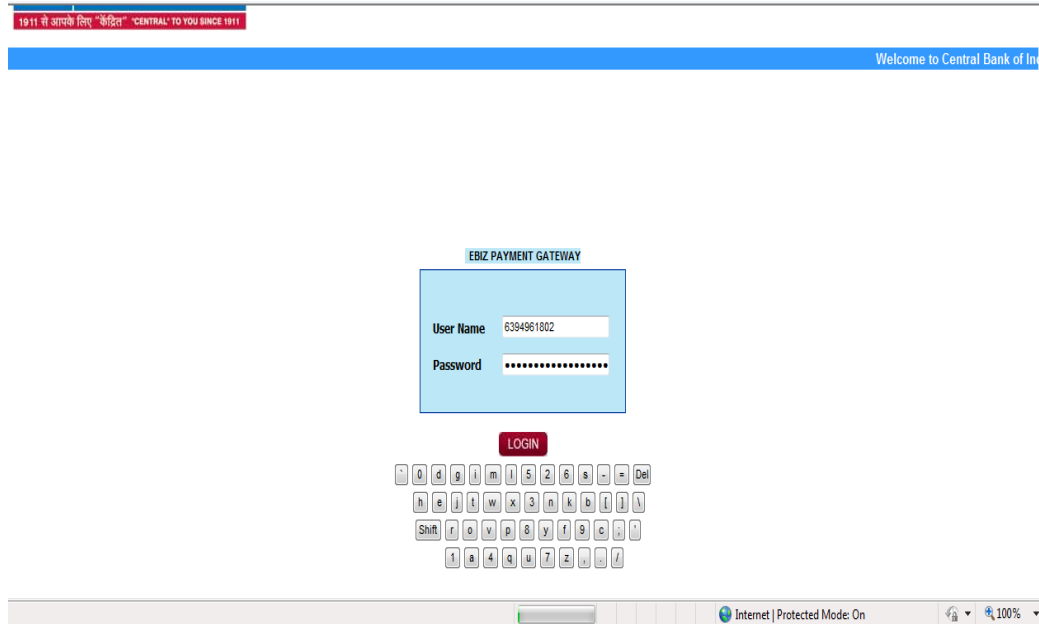 1911 से आपके लिए "केंद्रित" "CENTRAL" TO YOU SINCE 1911
Welcome to Central Bank of In
EBIZ PAYMENT GATEWAY
User Name 6394961802
Password ••••••••••••••••••
LOGIN
` 0 d g i m l 5 2 6 s - = Del
h e j t w x 3 n k b [ ] \
Shift r o v p 8 y f 9 c ; '
1 a 4 q u 7 z , . /
Internet | Protected Mode: On 100%